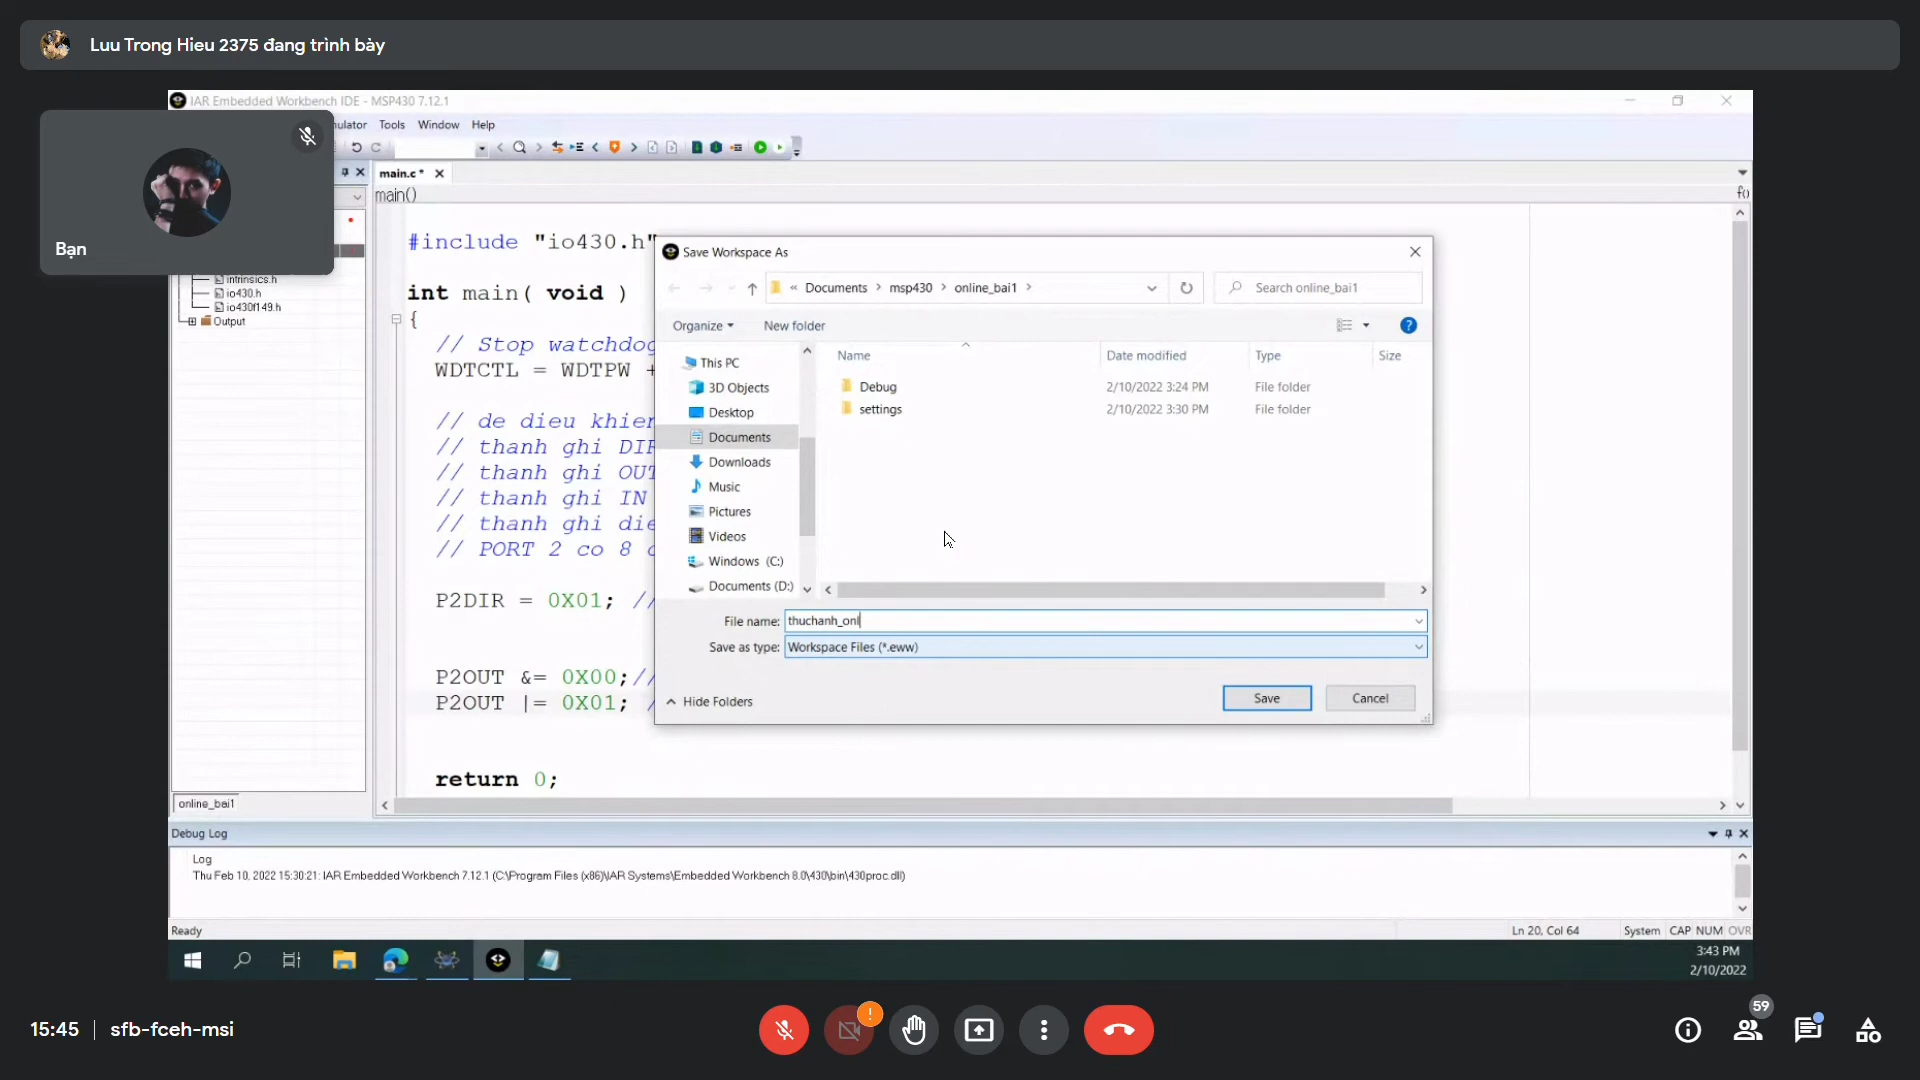 Luu Trong Hieu 2375 đang trình bày
IAR Embedded Workbench IDE - MSP430 7.12.1
Tools Window Help
main.c *
main()
Bạn
intrinsics.h
io430.h
io430f149.h
Output
#include "io430.h"
int main( void )
{
// Stop watchdog
WDTCTL = WDTPW +
// de dieu khien
// thanh ghi DIR
// thanh ghi OUT
// thanh ghi IN
// thanh ghi die
// PORT 2 co 8
P2DIR = 0X01; //
P2OUT &= 0X00;//
P2OUT |= 0X01;
return 0;
Save Workspace As
« Documents > msp430 > online_bai1 >
Search online_bai1
Organize
New folder
Name Date modified Type Size
Debug 2/10/2022 3:24 PM File folder
settings 2/10/2022 3:30 PM File folder
This PC
3D Objects
Desktop
Documents
Downloads
Music
Pictures
Videos
Windows (C:)
Documents (D:)
File name: thuchanh_onl
Save as type: Workspace Files (*.eww)
Hide Folders
Save
Cancel
online_bai1
Debug Log
Log
Thu Feb 10, 2022 15:30:21: IAR Embedded Workbench 7.12.1 (C:\Program Files (x86)\IAR Systems\Embedded Workbench 8.0\430\bin\430proc.dll)
Ready
Ln 20, Col 64
System
CAP NUM OVR
3:43 PM
2/10/2022
15:45 | sfb-fceh-msi
59